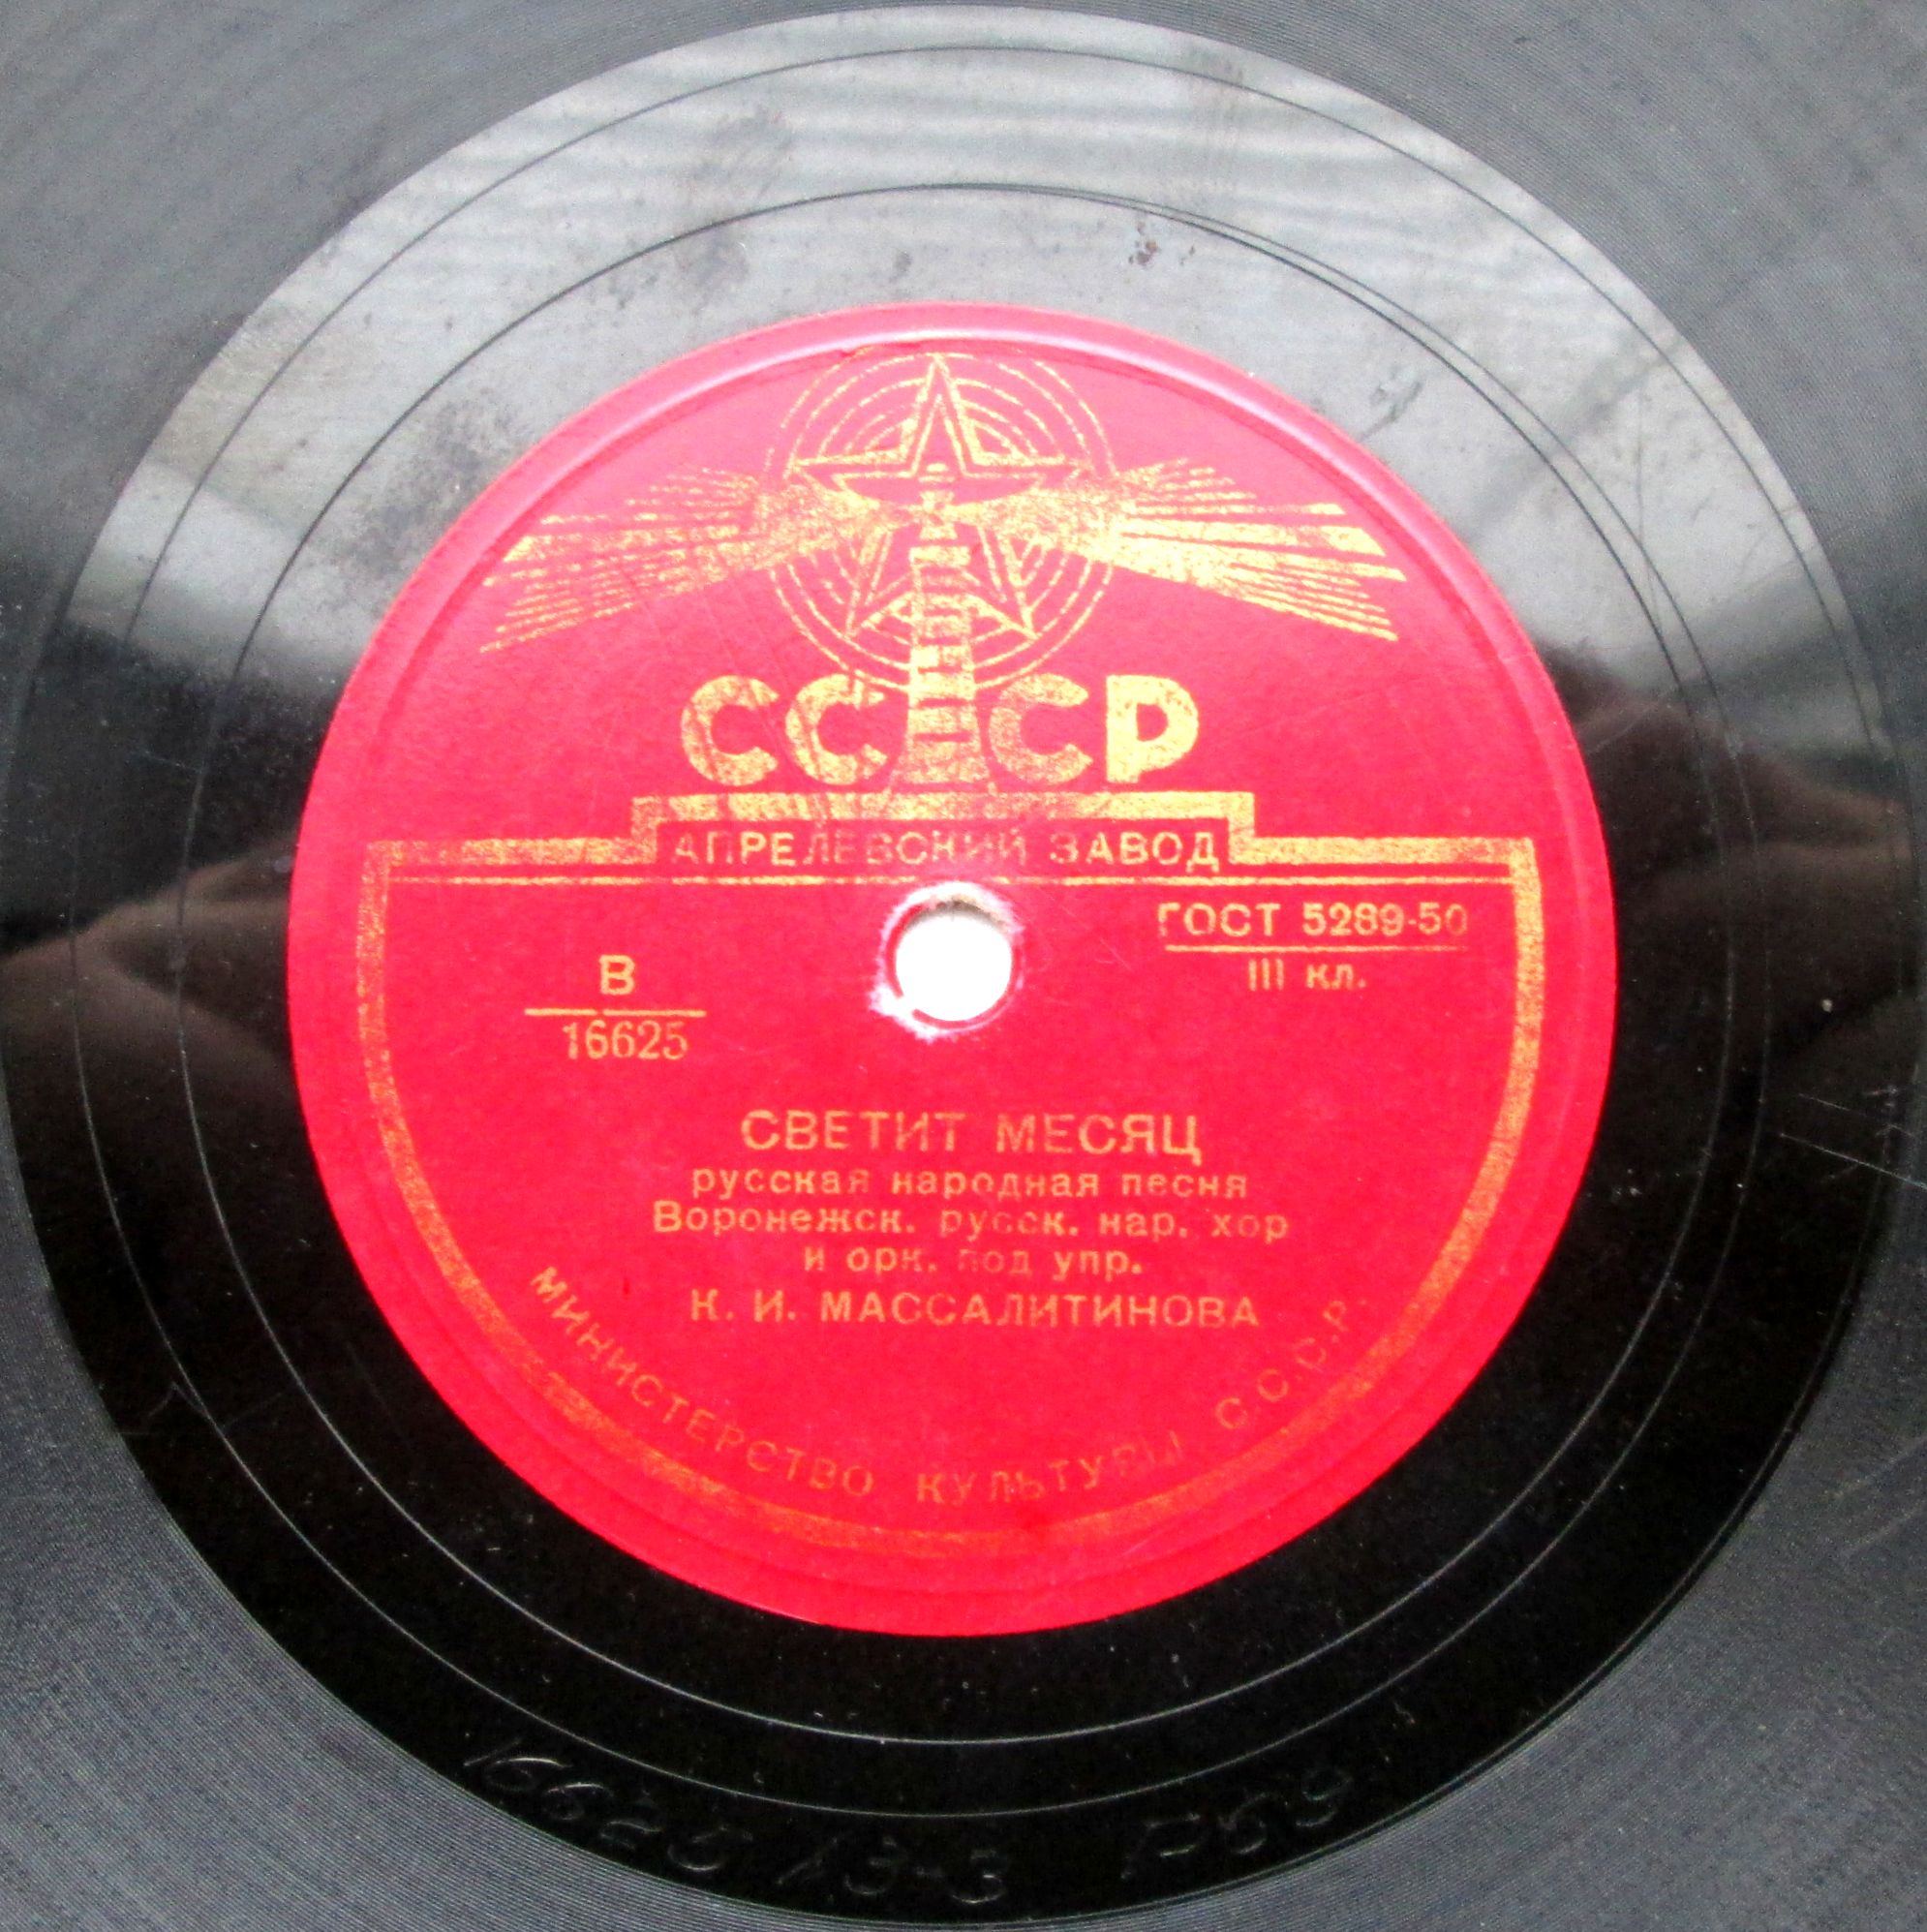 СССР
АПРЕЛЕВСКИЙ ЗАВОД
ГОСТ 5289-50
III кл.
В
16625
СВЕТИТ МЕСЯЦ
русская народная песня
Воронежск. русск. нар. хор
и орк. под упр.
К. И. МАССАЛИТИНОВА
МИНИСТЕРСТВО КУЛЬТУРЫ С.С.С.Р.
16625